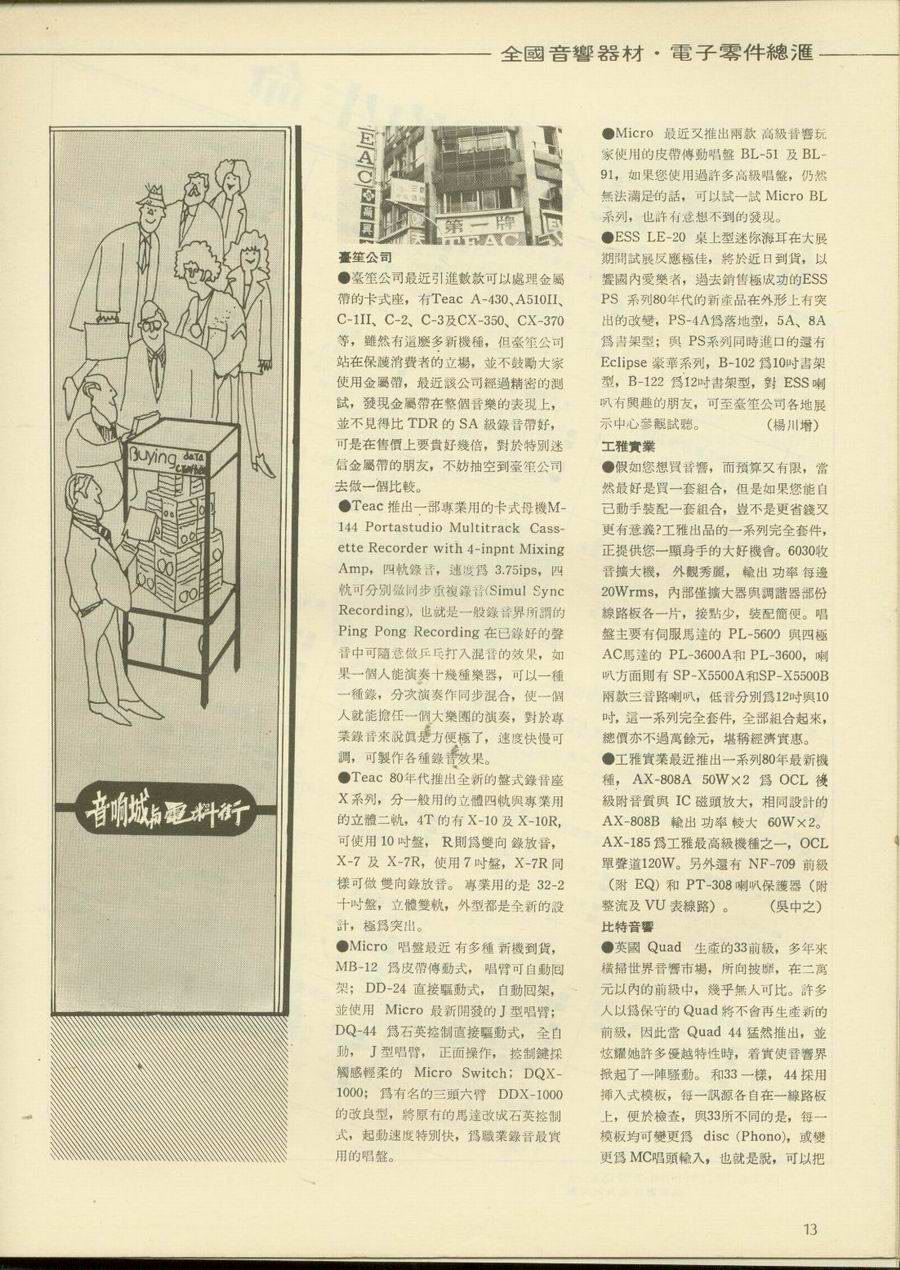 全國音響器材・電子零件總滙
Buying
DATA
音响城與電料行
TEAC
第一牌
TEAC
臺笙公司
●臺笙公司最近引進數款可以處理金屬
帶的卡式座，有Teac A-430、A510II、
C-1II、C-2、C-3及CX-350、CX-370
等，雖然有這麽多新機種，但臺笙公司
站在保護消費者的立場，並不鼓勵大家
使用金屬帶，最近該公司經過精密的測
試，發現金屬帶在整個音樂的表現上，
並不見得比 TDR 的 SA 級錄音帶好，
可是在售價上要貴好幾倍，對於特別迷
信金屬帶的朋友，不妨抽空到臺笙公司
去做一個比較。
●Teac 推出一部專業用的卡式母機M-
144 Portastudio Multitrack Cass-
ette Recorder with 4-inpnt Mixing
Amp，四軌錄音，速度爲 3.75ips，四
軌可分別做同步重複錄音(Simul Sync
Recording)，也就是一般錄音界所謂的
Ping Pong Recording 在已錄好的聲
音中可隨意做乒乓打入混音的效果，如
果一個人能演奏十幾種樂器，可以一種
一種錄，分次演奏作同步混合，使一個
人就能擔任一個大樂團的演奏，對於專
業錄音來說眞是方便極了，速度快慢可
調，可製作各種錄音效果。
●Teac 80年代推出全新的盤式錄音座
X系列，分一般用的立體四軌與專業用
的立體二軌，4T 的有 X-10 及 X-10R，
可使用 10 吋盤， R則爲雙向 錄放音，
X-7 及 X-7R，使用 7 吋盤，X-7R 同
樣可做 雙向錄放音。 專業用的是 32-2
十吋盤，立體雙軌，外型都是全新的設
計，極爲突出。
●Micro 唱盤最近 有多種 新機到貨，
MB-12 爲皮帶傳動式， 唱臂可自動回
架； DD-24 直接驅動式， 自動回架，
並使用 Micro 最新開發的 J 型唱臂；
DQ-44 爲石英控制直接驅動式， 全自
動， J 型唱臂， 正面操作， 控制鍵採
觸感輕柔的 Micro Switch；DQX-
1000； 爲有名的三頭六臂 DDX-1000
的改良型，將原有的馬達改成石英控制
式，起動速度特別快，爲職業錄音最實
用的唱盤。
●Micro 最近又推出兩款 高級音響玩
家使用的皮帶傳動唱盤 BL-51 及 BL-
91，如果您使用過許多高級唱盤，仍然
無法滿足的話，可以試一試 Micro BL
系列，也許有意想不到的發現。
●ESS LE-20 桌上型迷你海耳在大展
期間試展反應極佳，將於近日到貨，以
饗國內愛樂者，過去銷售極成功的ESS
PS 系列80年代的新產品在外形上有突
出的改變，PS-4A爲落地型，5A、8A
爲書架型；與 PS系列同時進口的還有
Eclipse 豪華系列，B-102 爲10吋書架
型，B-122 爲12吋書架型，對 ESS 喇
叭有興趣的朋友，可至臺笙公司各地展
示中心參觀試聽。 （楊川增）
工雅實業
●假如您想買音響，而預算又有限，當
然最好是買一套組合，但是如果您能自
己動手裝配一套組合，豈不是更省錢又
更有意義?工雅出品的一系列完全套件，
正提供您一顯身手的大好機會。6030收
音擴大機， 外觀秀麗， 輸出 功率 每邊
20Wrms，內部僅擴大器與調諧器部份
線路板各一片，接點少，裝配簡便。唱
盤主要有伺服馬達的 PL-5600 與四極
AC馬達的 PL-3600A和 PL-3600，喇
叭方面則有 SP-X5500A和SP-X5500B
兩款三音路喇叭，低音分別爲12吋與10
吋，這一系列完全套件，全部組合起來，
總價亦不過萬餘元，堪稱經濟實惠。
●工雅實業最近推出一系列80年最新機
種， AX-808A 50W×2 爲 OCL 後
級附音質與 IC 磁頭放大，相同設計的
AX-808B 輸出 功率 較大 60W×2。
AX-185 爲工雅最高級機種之一，OCL
單聲道120W。另外還有 NF-709 前級
（附 EQ) 和 PT-308 喇叭保護器（附
整流及 VU 表線路）。 （吳中之）
比特音響
●英國 Quad 生產的33前級，多年來
橫掃世界音響市場，所向披靡，在二萬
元以內的前級中，幾乎無人可比。許多
人以爲保守的 Quad 將不會再生產新的
前級，因此當 Quad 44 猛然推出，並
炫耀她許多優越特性時，着實使音響界
掀起了一陣騷動。 和33 一樣， 44 採用
揷入式模板，每一訊源各自在一線路板
上，便於檢查，與33所不同的是，每一
模板均可變更爲 disc (Phono)，或變
更爲 MC唱頭輸入，也就是說，可以把
13